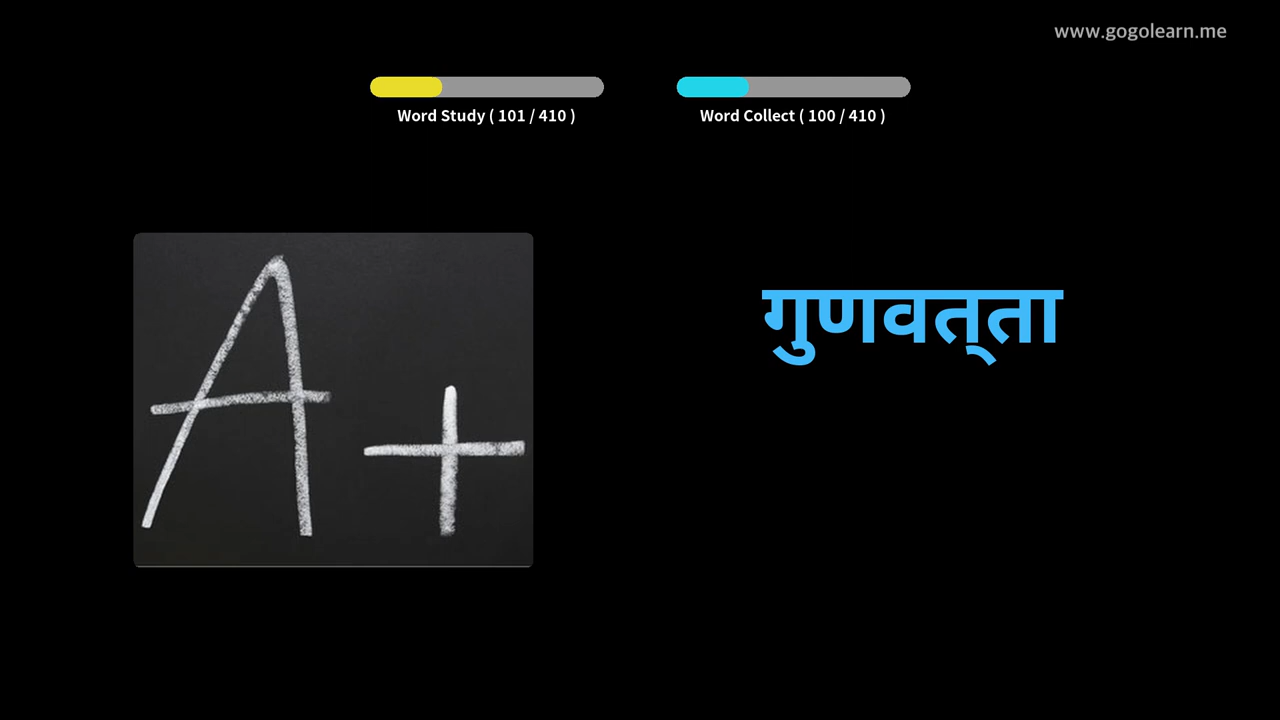 www.gogolearn.me
Word Study ( 101 / 410 )
Word Collect ( 100 / 410 )
A+
गुणवत्‌ता